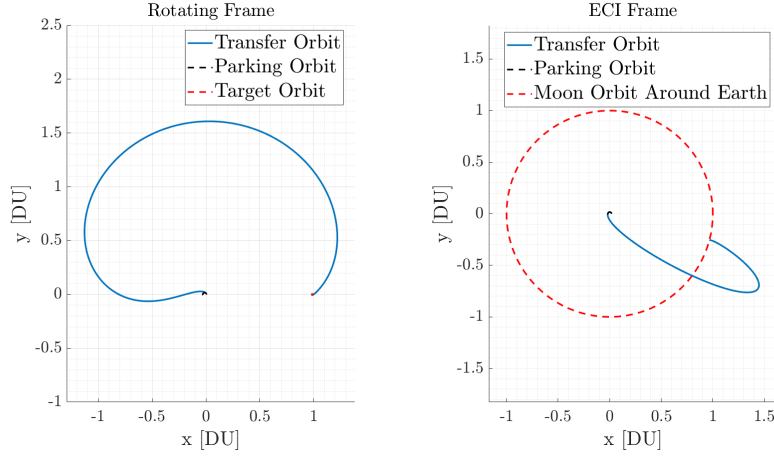 Rotating Frame
2.5
2
1.5
1
0.5
0
-0.5
-1
y [DU]
-1
-0.5
0
0.5
1
x [DU]
Transfer Orbit
Parking Orbit
Target Orbit
ECI Frame
1.5
1
0.5
0
-0.5
-1
-1.5
y [DU]
-1
-0.5
0
0.5
1
1.5
x [DU]
Transfer Orbit
Parking Orbit
Moon Orbit Around Earth